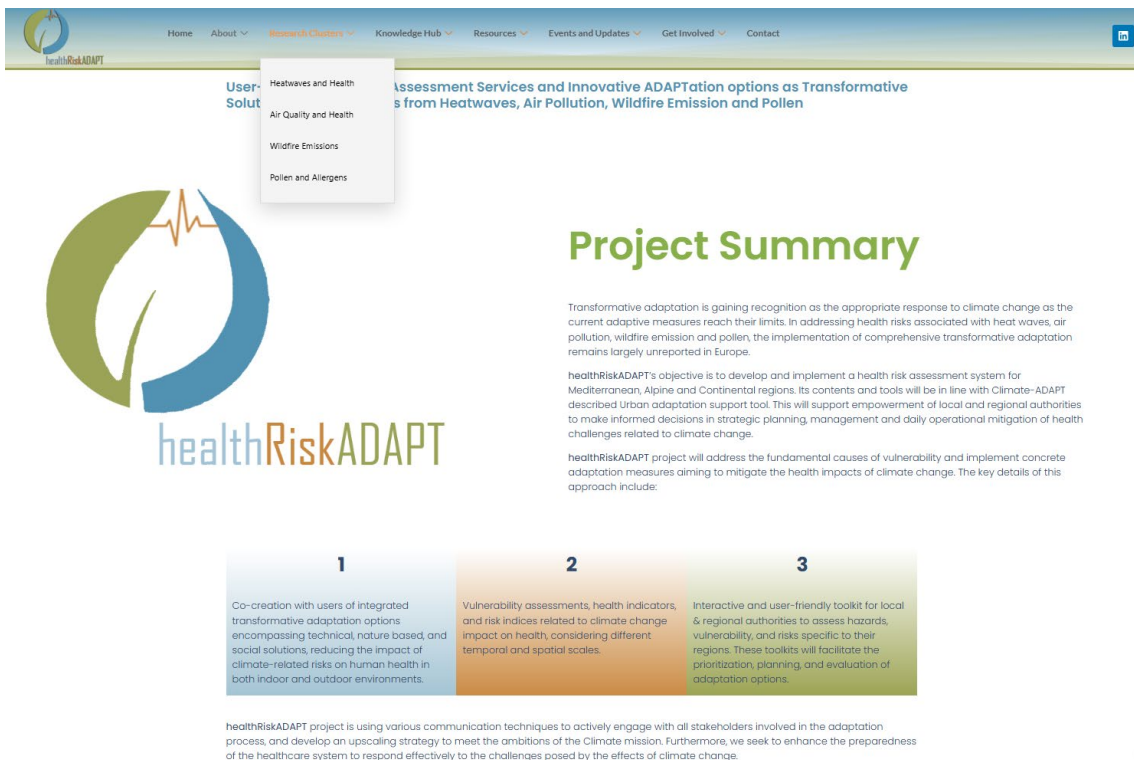 Home About Research Clusters Knowledge Hub Resources Events and Updates Get Involved Contact
in
healthRiskADAPT
Heatwaves and Health
Air Quality and Health
Wildfire Emissions
Pollen and Allergens
User- Assessment Services and Innovative ADAPTation options as Transformative
Solut s from Heatwaves, Air Pollution, Wildfire Emission and Pollen
healthRiskADAPT
Project Summary
Transformative adaptation is gaining recognition as the appropriate response to climate change as the
current adaptive measures reach their limits. In addressing health risks associated with heat waves, air
pollution, wildfire emission and pollen, the implementation of comprehensive transformative adaptation
remains largely unreported in Europe.
healthRiskADAPT's objective is to develop and implement a health risk assessment system for
Mediterranean, Alpine and Continental regions. Its contents and tools will be in line with Climate-ADAPT
described Urban adaptation support tool. This will support empowerment of local and regional authorities
to make informed decisions in strategic planning, management and daily operational mitigation of health
challenges related to climate change.
healthRiskADAPT project will address the fundamental causes of vulnerability and implement concrete
adaptation measures aiming to mitigate the health impacts of climate change. The key details of this
approach include:
1
Co-creation with users of integrated
transformative adaptation options
encompassing technical, nature based, and
social solutions, reducing the impact of
climate-related risks on human health in
both indoor and outdoor environments.
2
Vulnerability assessments, health indicators,
and risk indices related to climate change
impact on health, considering different
temporal and spatial scales.
3
Interactive and user-friendly toolkit for local
& regional authorities to assess hazards,
vulnerability, and risks specific to their
regions. These toolkits will facilitate the
prioritization, planning, and evaluation of
adaptation options.
healthRiskADAPT project is using various communication techniques to actively engage with all stakeholders involved in the adaptation
process, and develop an upscaling strategy to meet the ambitions of the Climate mission. Furthermore, we seek to enhance the preparedness
of the healthcare system to respond effectively to the challenges posed by the effects of climate change.